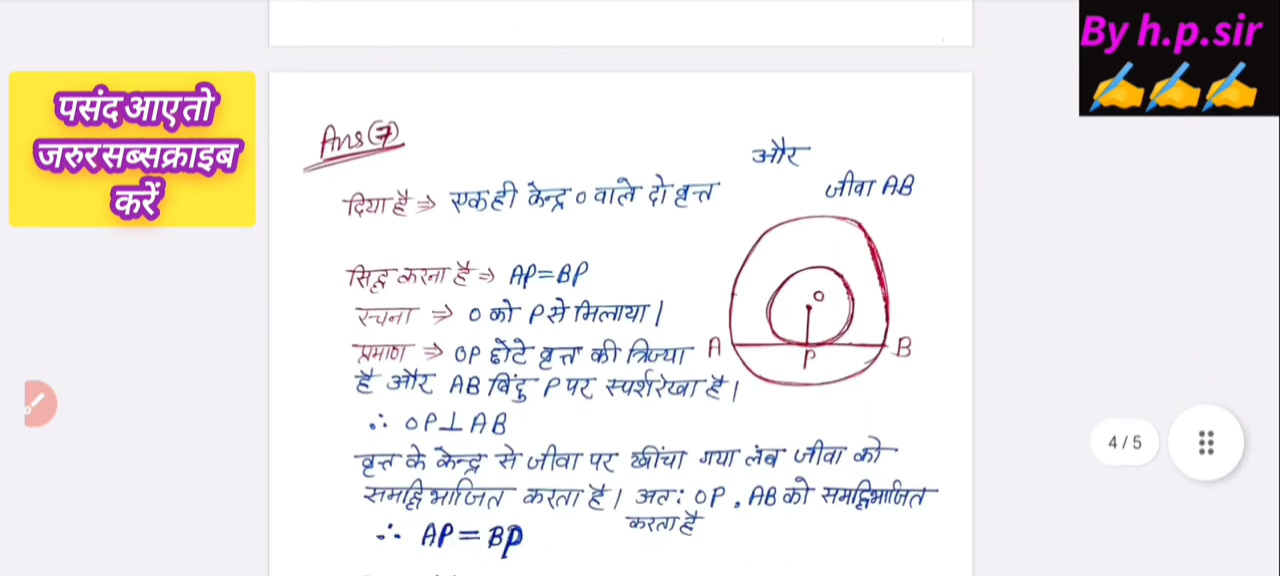 By h.p.sir
पसंद आए तो
जरुर सब्सक्राइब
करें
Ans (7)
और
जीवा AB
दिया है ⇒ एक ही केन्द्र o वाले दो वृत्त
सिद्ध करना है ⇒ AP=BP
रचना ⇒ o को P से मिलाया।
प्रमाण ⇒ OP छोटे वृत्त की त्रिज्या
है और AB बिंदु P पर स्पर्शरेखा है।
∴ OP⊥AB
वृत्त के केन्द्र से जीवा पर खींचा गया लंब जीवा को
समद्विभाजित करता है। अतः OP, AB को समद्विभाजित
करता है
∴ AP=BP
o
A
P
B
4/5